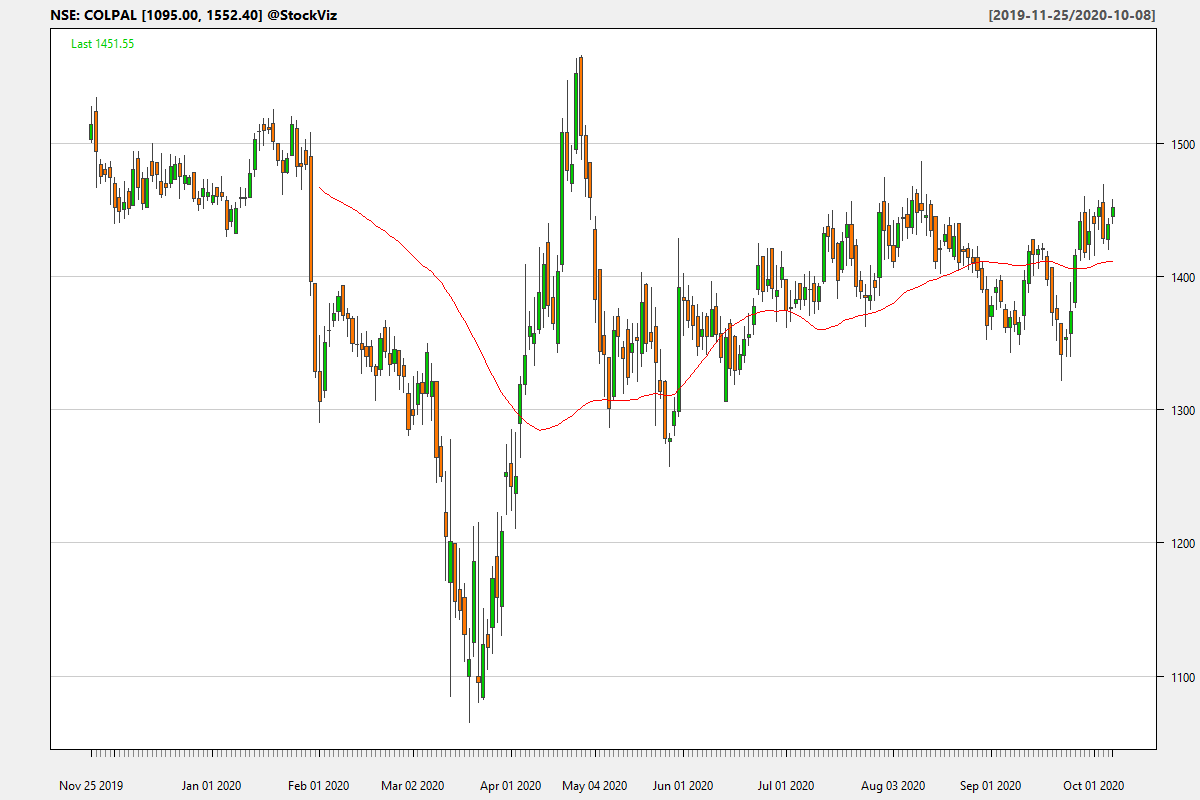 NSE: COLPAL [1095.00, 1552.40] @StockViz [2019-11-25/2020-10-08]
Last 1451.55
1500
1400
1300
1200
1100
Nov 25 2019 Jan 01 2020 Feb 01 2020 Mar 02 2020 Apr 01 2020 May 04 2020 Jun 01 2020 Jul 01 2020 Aug 03 2020 Sep 01 2020 Oct 01 2020